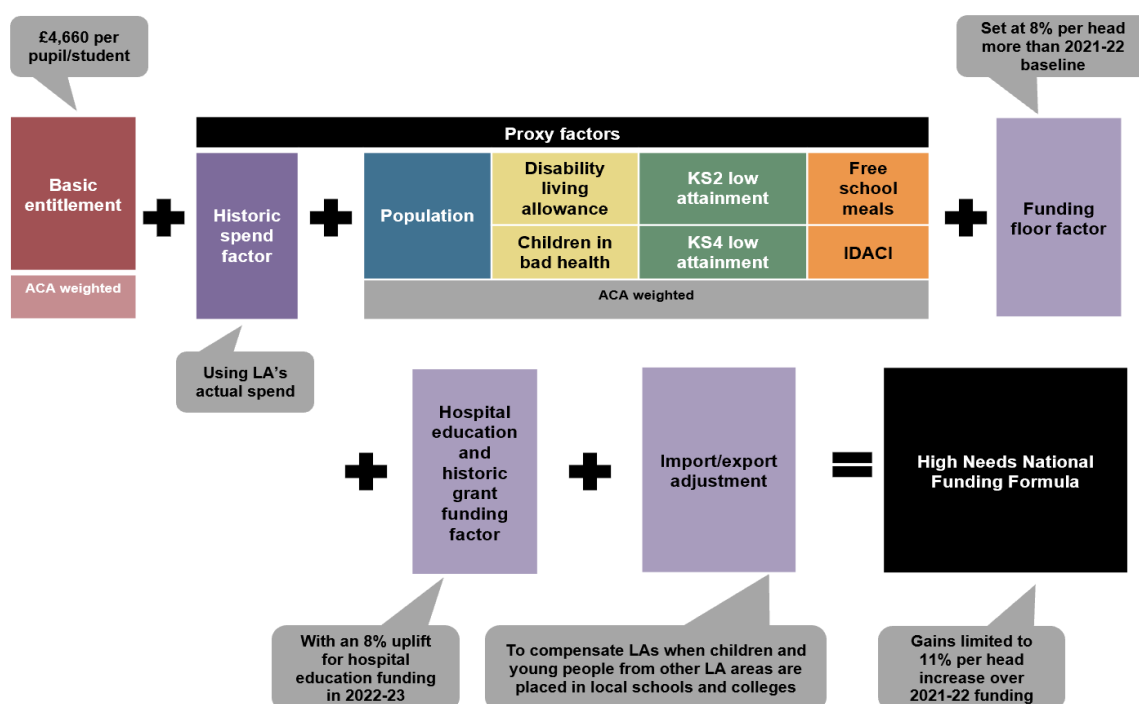 £4,660 per
pupil/student
Set at 8% per head
more than 2021-22
baseline
Proxy factors
Basic
entitlement
ACA weighted
Historic
spend
factor
Population
Disability
living
allowance
Children in
bad health
KS2 low
attainment
KS4 low
attainment
Free
school
meals
IDACI
ACA weighted
Funding
floor factor
Using LA's
actual spend
Hospital
education
and
historic
grant
funding
factor
Import/export
adjustment
High Needs National
Funding Formula
With an 8% uplift
for hospital
education funding
in 2022-23
To compensate LAs when children and
young people from other LA areas are
placed in local schools and colleges
Gains limited to
11% per head
increase over
2021-22 funding